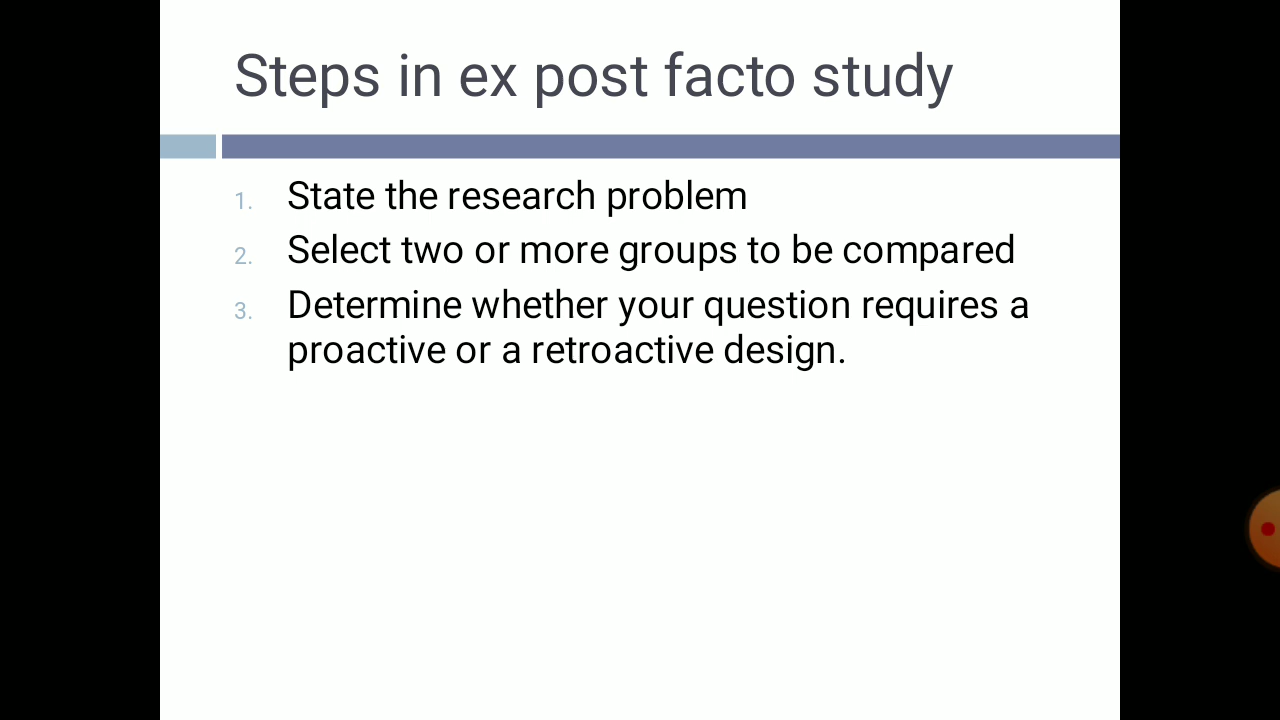 Steps in ex post facto study
1. State the research problem
2. Select two or more groups to be compared
3. Determine whether your question requires a
proactive or a retroactive design.